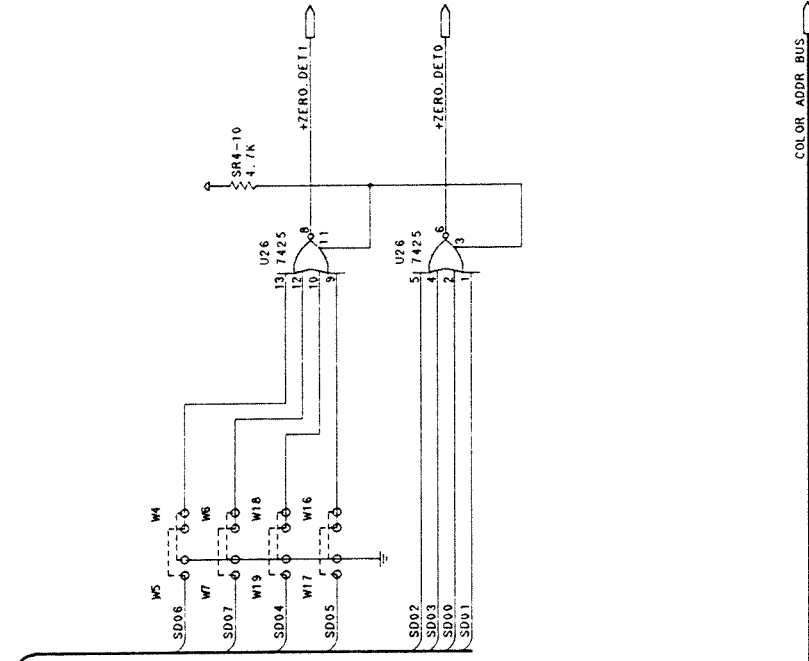 +ZERO.DET1
+ZERO.DET0
COLOR ADDR BUS
SR4-10
4.7K
U26
7425
8
11
13
12
10
9
U26
7425
6
3
5
4
2
1
W4
W6
W18
W16
W5
W7
W19
W17
SD06
SD07
SD04
SD05
SD02
SD03
SD00
SD01